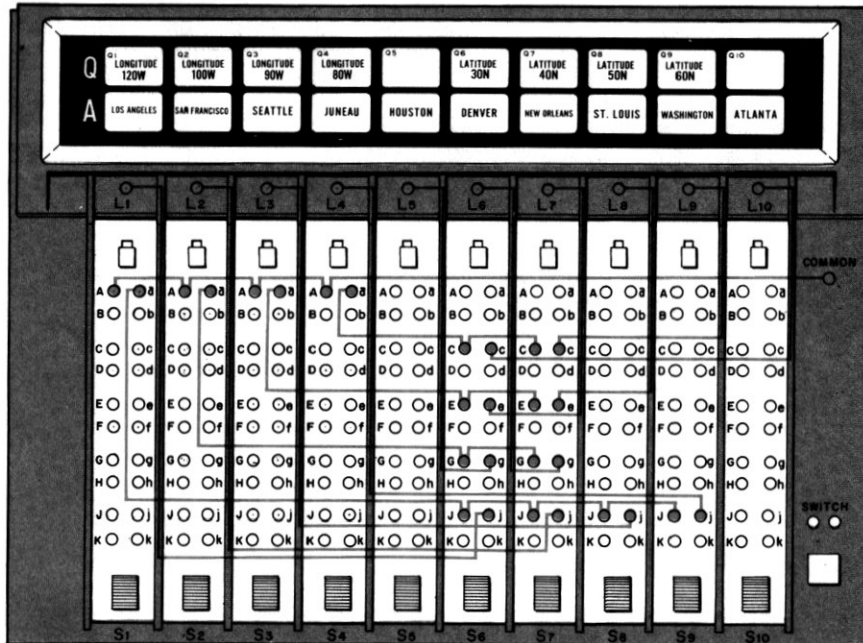 Q Q1 LONGITUDE 120W Q2 LONGITUDE 100W Q3 LONGITUDE 90W Q4 LONGITUDE 80W Q5 Q6 LATITUDE 30N Q7 LATITUDE 40N Q8 LATITUDE 50N Q9 LATITUDE 60N Q10
A LOS ANGELES SAN FRANCISCO SEATTLE JUNEAU HOUSTON DENVER NEW ORLEANS ST. LOUIS WASHINGTON ATLANTA
L1 L2 L3 L4 L5 L6 L7 L8 L9 L10
COMMON
A a A a A a A a A a A a A a A a A a A a
B b B b B b B b B b B b B b B b B b B b
C c C c C c C c C c C c C c C c C c C c
D d D d D d D d D d D d D d D d D d D d
E e E e E e E e E e E e E e E e E e E e
F f F f F f F f F f F f F f F f F f F f
G g G g G g G g G g G g G g G g G g G g
H h H h H h H h H h H h H h H h H h H h
SWITCH
J j J j J j J j J j J j J j J j J j J j
K k K k K k K k K k K k K k K k K k K k
S1 S2 S3 S4 S5 S6 S7 S8 S9 S10